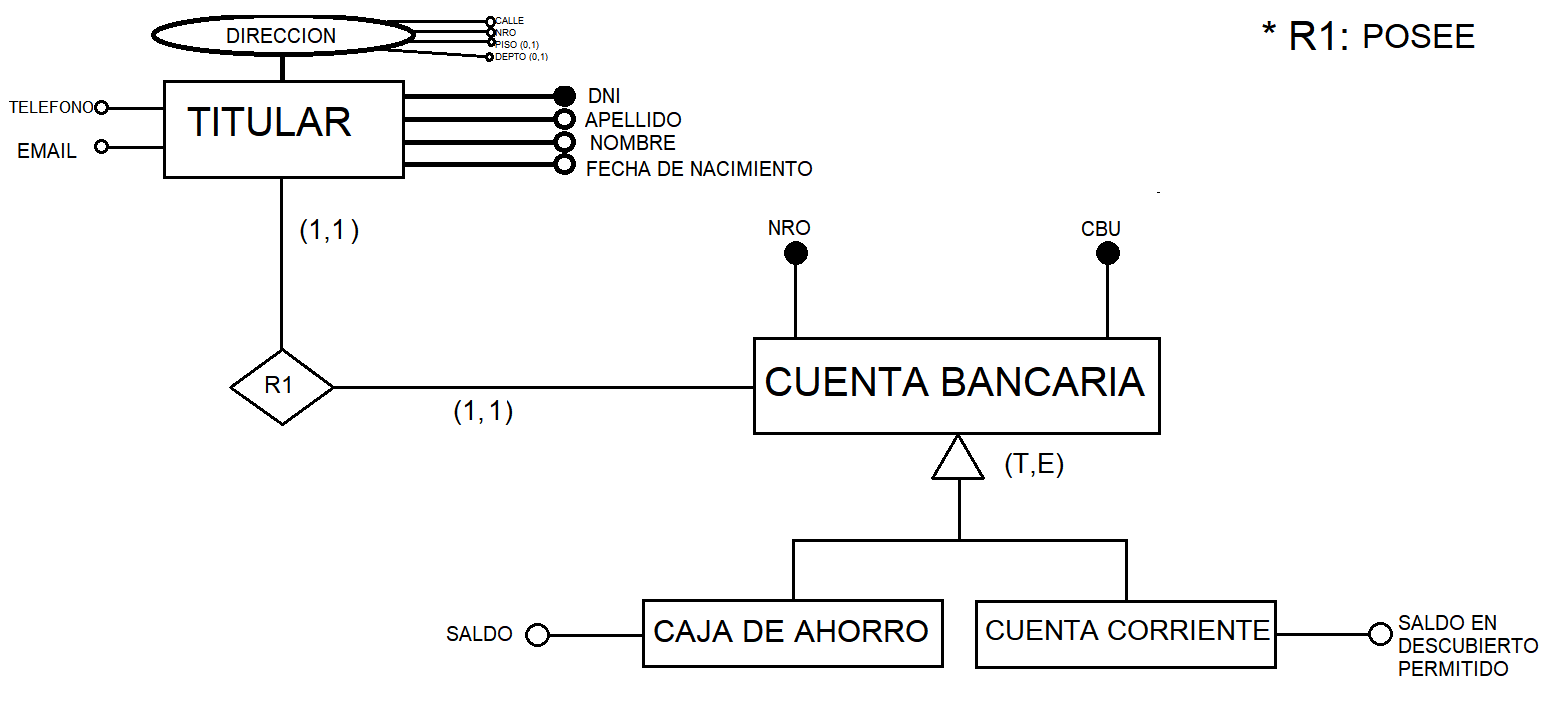 DIRECCION
CALLE
NRO
PISO (0,1)
DEPTO (0,1)
* R1: POSEE
TELEFONO
EMAIL
TITULAR
DNI
APELLIDO
NOMBRE
FECHA DE NACIMIENTO
(1,1)
NRO
CBU
R1
(1,1)
CUENTA BANCARIA
(T,E)
SALDO
CAJA DE AHORRO
CUENTA CORRIENTE
SALDO EN
DESCUBIERTO
PERMITIDO